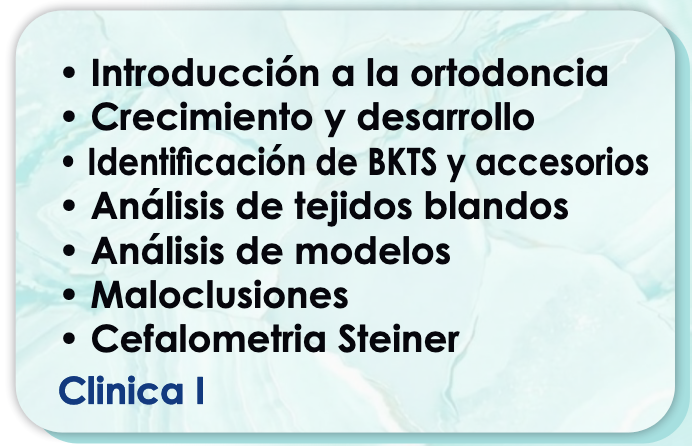 • Introducción a la ortodoncia
• Crecimiento y desarrollo
• Identificación de BKTS y accesorios
• Análisis de tejidos blandos
• Análisis de modelos
• Maloclusiones
• Cefalometria Steiner
Clinica I